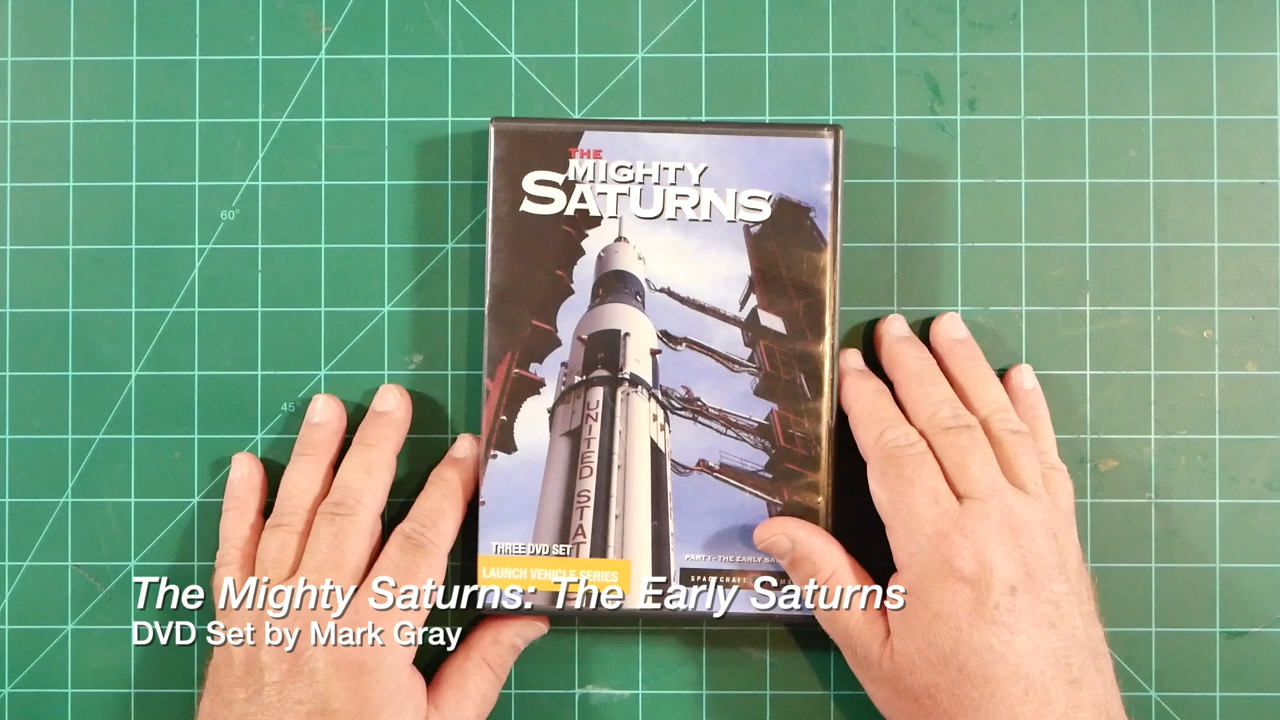 60°
THE
MIGHTY
SATURNS
45°
UNITED STAT
THREE DVD SET
PART I - THE EARLY SA
LAUNCH VEHICLE SERIES
SPACECRAFT
The Mighty Saturns: The Early Saturns
DVD Set by Mark Gray